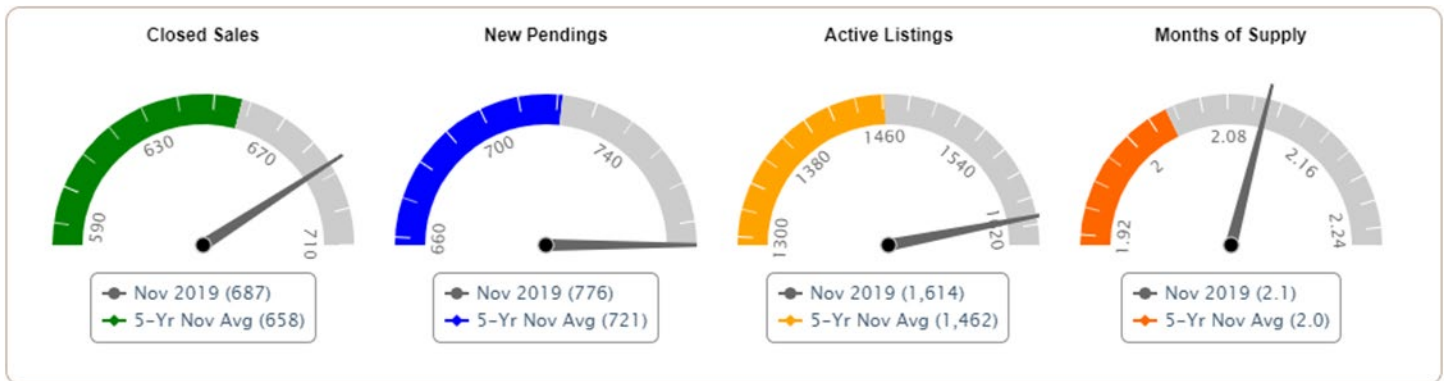 Closed Sales
590
630
670
710
Nov 2019 (687)
5-Yr Nov Avg (658)
New Pendings
660
700
740
Nov 2019 (776)
5-Yr Nov Avg (721)
Active Listings
1300
1380
1460
1540
Nov 2019 (1,614)
5-Yr Nov Avg (1,462)
Months of Supply
1.92
2
2.08
2.16
2.24
Nov 2019 (2.1)
5-Yr Nov Avg (2.0)